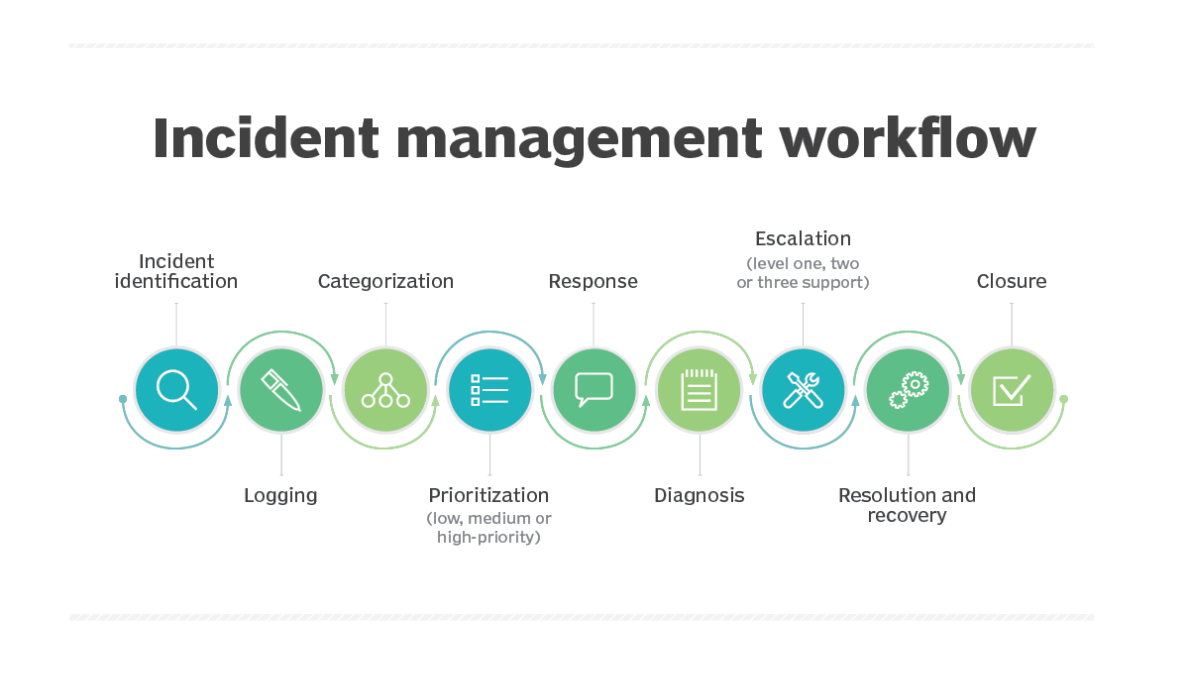 Incident management workflow
Incident
identification
Logging
Categorization
Prioritization
(low, medium or
high-priority)
Response
Diagnosis
Escalation
(level one, two
or three support)
Resolution and
recovery
Closure